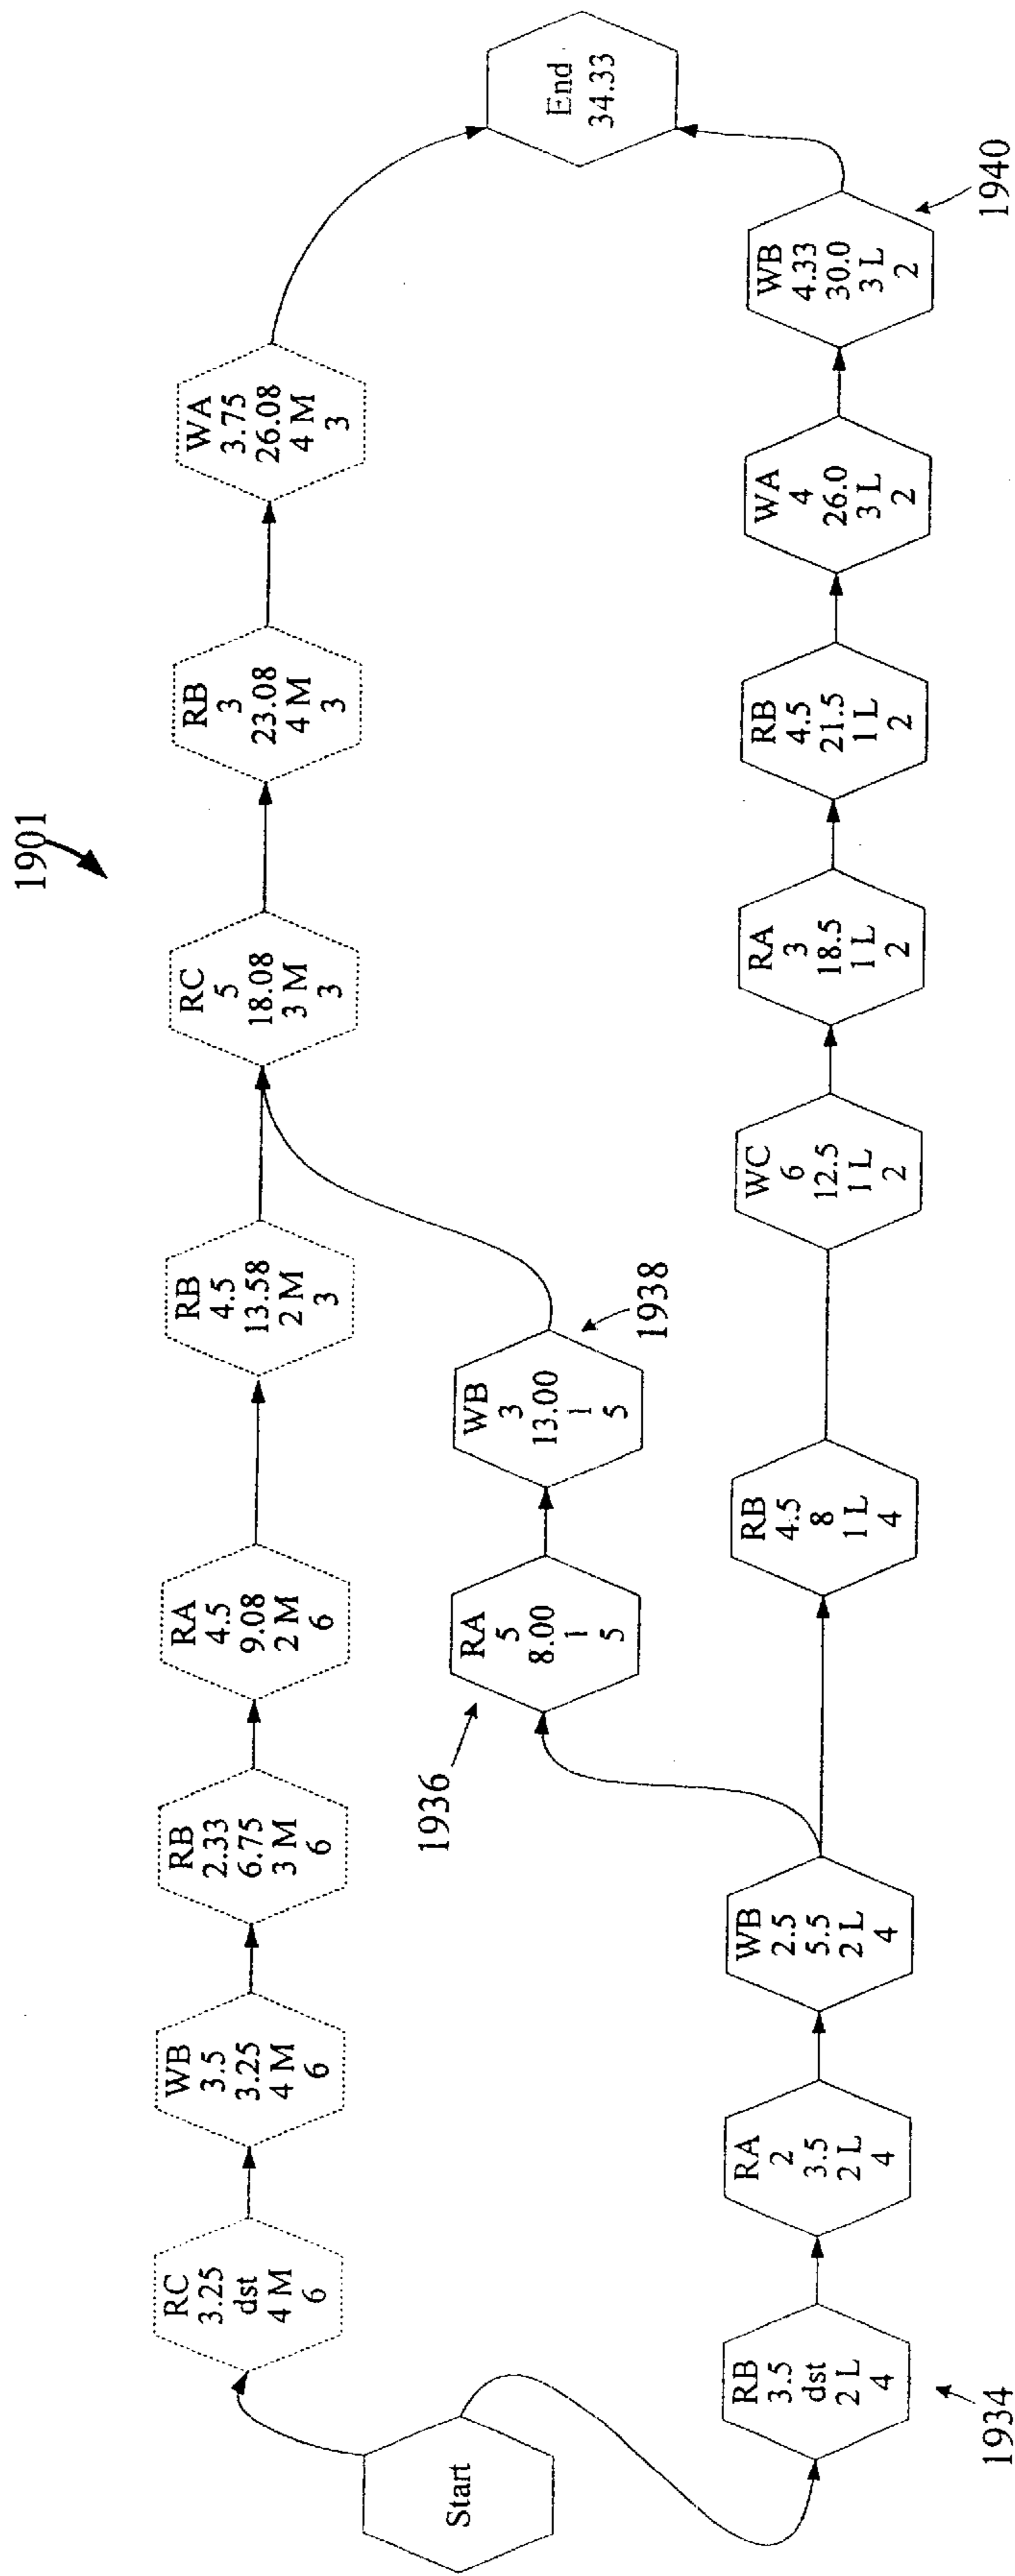 1901
Start
RC
3.25
dst
4 M
6
WB
3.5
3.25
4 M
6
RB
2.33
6.75
3 M
6
RA
4.5
9.08
2 M
6
RB
4.5
13.58
2 M
3
RC
5
18.08
3 M
3
RB
3
23.08
4 M
3
WA
3.75
26.08
4 M
3
End
34.33
1936
RA
5
8.00
1
5
WB
3
13.00
1
5
1938
1934
RB
3.5
dst
2 L
4
RA
2
3.5
2 L
4
WB
2.5
5.5
2 L
4
RB
4.5
8
1 L
4
WC
6
12.5
1 L
2
RA
3
18.5
1 L
2
RB
4.5
21.5
1 L
2
WA
4
26.0
3 L
2
WB
4.33
30.0
3 L
2
1940